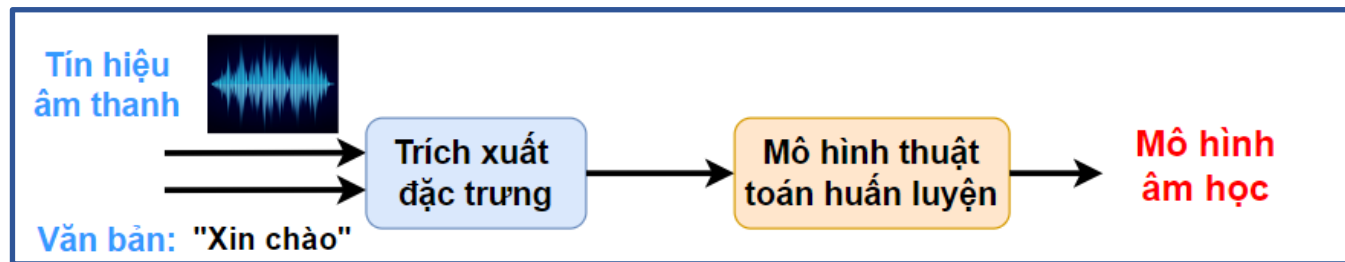 Tín hiệu
âm thanh
Trích xuất
đặc trưng
Mô hình thuật
toán huấn luyện
Mô hình
âm học
Văn bản: "Xin chào"